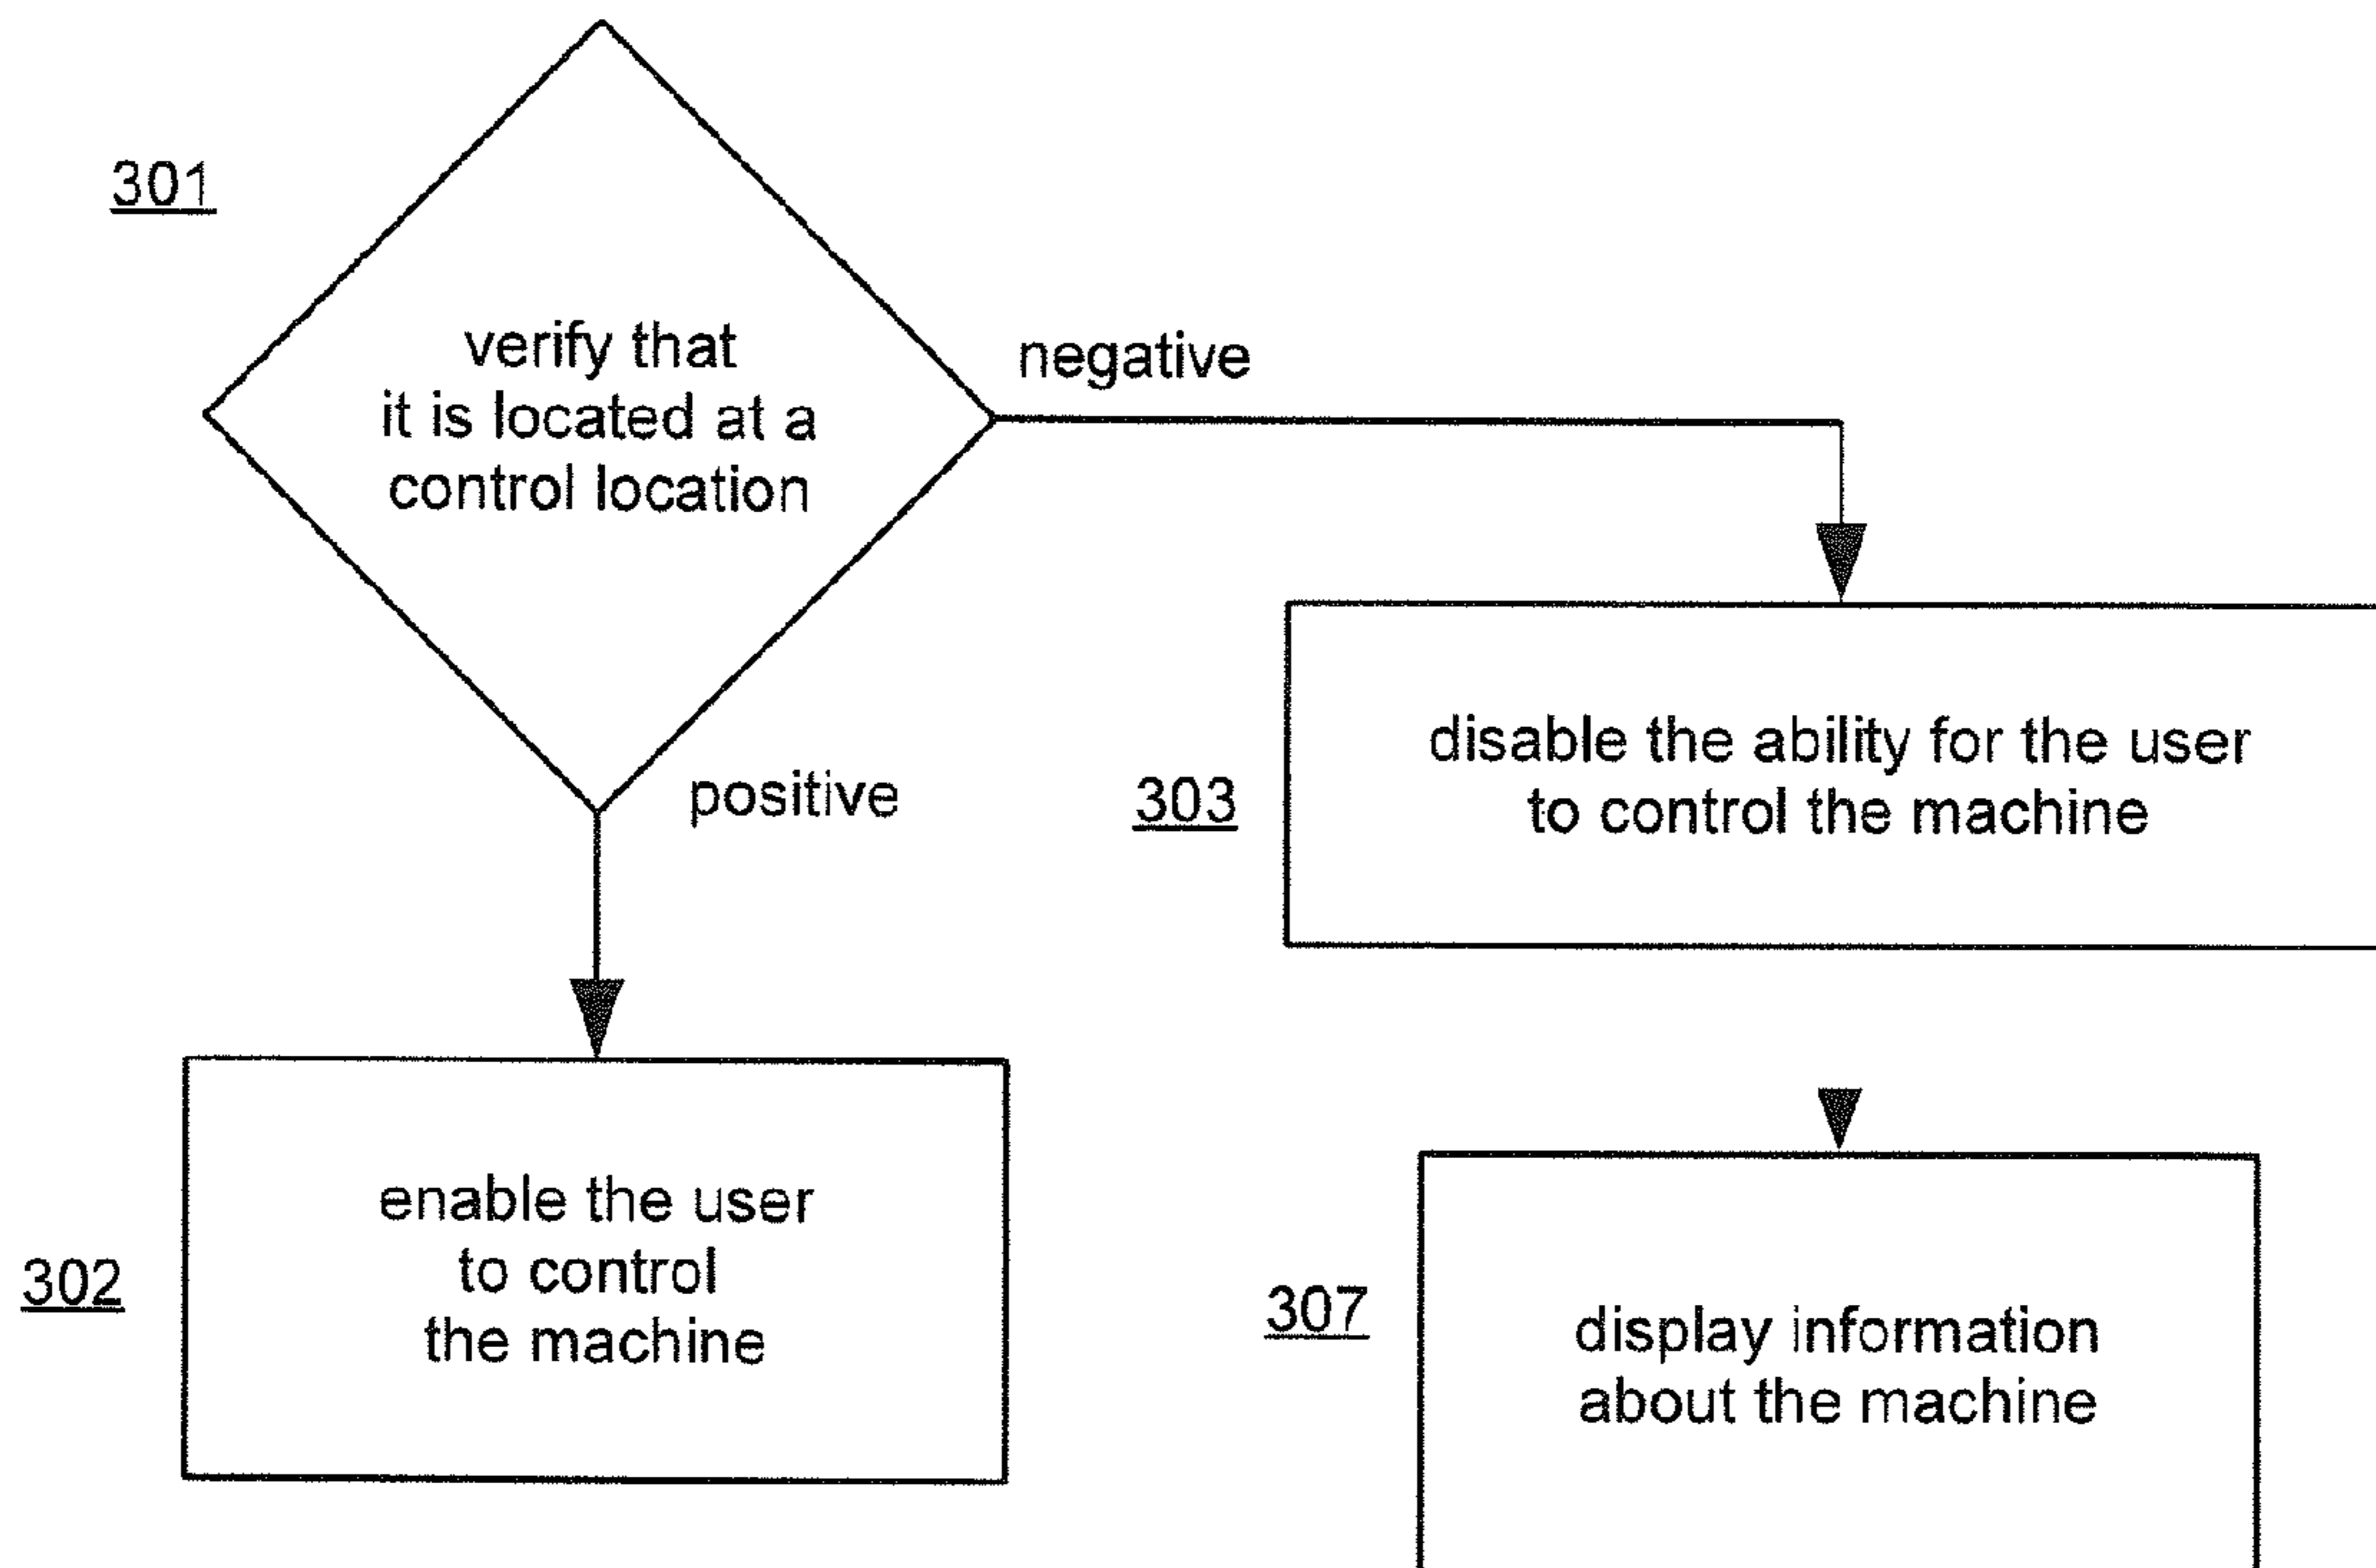 301
verify that
it is located at a
control location
negative
positive
303
disable the ability for the user
to control the machine
302
enable the user
to control
the machine
307
display information
about the machine